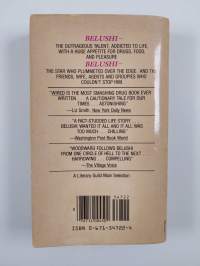 BELUSHI—
THE OUTRAGEOUS TALENT. ADDICTED TO LIFE,
WITH A HUGE APPETITE FOR DRUGS, FOOD,
AND PLEASURE.
BELUSHI—
THE STAR WHO PLUMMETED OVER THE EDGE. AND THE
FRIENDS, WIFE, AGENTS AND GROUPIES WHO
COULDN'T STOP HIM.
"WIRED IS THE MOST SMASHING DRUG BOOK EVER
WRITTEN ... A CAUTIONARY TALE FOR OUR
TIMES ... ASTONISHING"
—Liz Smith, New York Daily News
"A FACT-STUDDED LIFE STORY ...
BELUSHI WANTED IT ALL AND IT ALL WAS
TOO MUCH ... CHILLING"
—Washington Post Book World
"WOODWARD FOLLOWS BELUSHI
FROM ONE CIRCLE OF HELL TO THE NEXT ...
HARROWING ... COMPELLING"
—The Village Voice
A Literary Guild Main Selection
54722
ISBN 0-671-54722-4